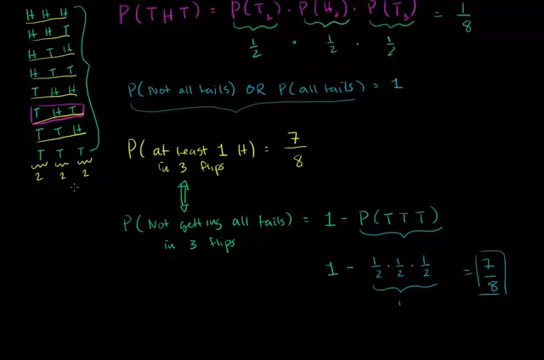 H H H
H H T
H T H
H T T
T H H
T H T
T T H
T T T
2 2 2
P(THT) = P(T₁) · P(H₂) · P(T₃) = 1/8
1/2 · 1/2 · 1/2
P(Not all tails) OR P(all tails) = 1
P(at least 1 H) = 7/8
in 3 flips
P(Not getting all tails) = 1 - P(TTT)
in 3 flips
1 - 1/2 · 1/2 · 1/2 = 7/8